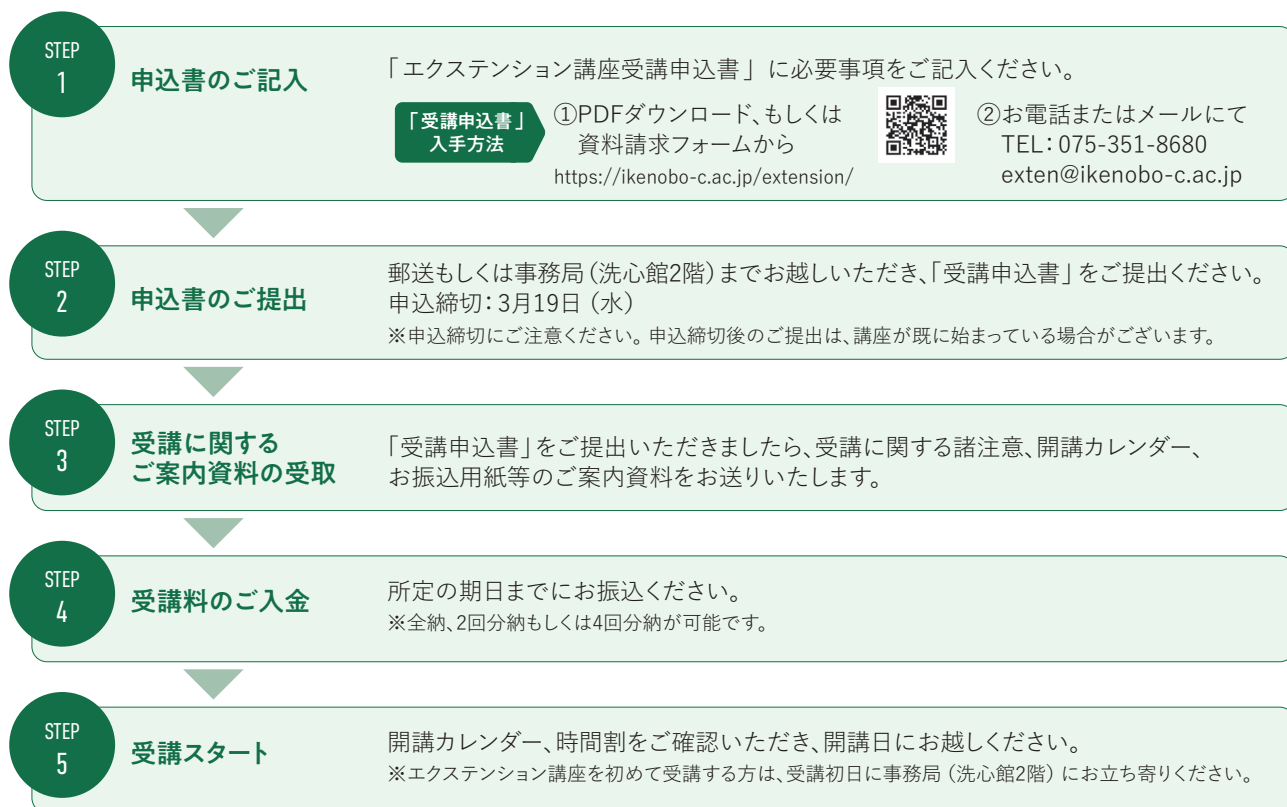 STEP
1
申込書のご記入
「エクステンション講座受講申込書」に必要事項をご記入ください。
「受講申込書」
入手方法
①PDFダウンロード、もしくは
資料請求フォームから
https://ikenobo-c.ac.jp/extension/
②お電話またはメールにて
TEL：075-351-8680
exten@ikenobo-c.ac.jp
STEP
2
申込書のご提出
郵送もしくは事務局（洗心館2階）までお越しいただき、「受講申込書」をご提出ください。
申込締切：3月19日（水）
※申込締切にご注意ください。申込締切後のご提出は、講座が既に始まっている場合がございます。
STEP
3
受講に関する
ご案内資料の受取
「受講申込書」をご提出いただきましたら、受講に関する諸注意、開講カレンダー、
お振込用紙等のご案内資料をお送りいたします。
STEP
4
受講料のご入金
所定の期日までにお振込ください。
※全納、2回分納もしくは4回分納が可能です。
STEP
5
受講スタート
開講カレンダー、時間割をご確認いただき、開講日にお越しください。
※エクステンション講座を初めて受講する方は、受講初日に事務局（洗心館2階）にお立ち寄りください。